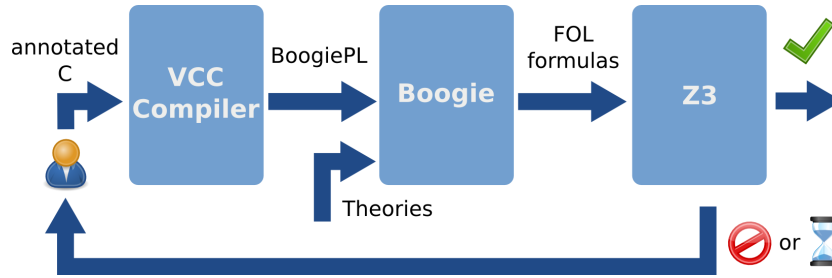 annotated
C
VCC
Compiler
BoogiePL
Boogie
FOL
formulas
Z3
Theories
or